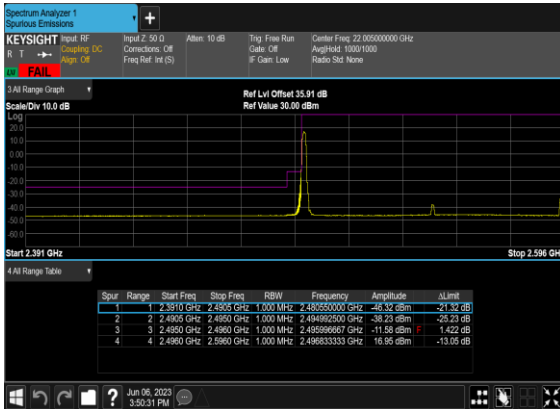 Spectrum Analyzer 1
Spurious Emissions
+
KEYSIGHT Input: RF Input Z: 50 Ω Atten: 10 dB Trig: Free Run Center Freq: 22.005000000 GHz
R T Coupling: DC Corrections: Off Gate: Off Avg|Hold: 1000/1000
Align: Off Freq Ref: Int (S) IF Gain: Low Radio Std: None
FAIL
3 All Range Graph
Ref Lvl Offset 35.91 dB
Scale/Div 10.0 dB Ref Value 30.00 dBm
Log
20.0
10.0
0.00
-10.0
-20.0
-30.0
-40.0
-50.0
-60.0
Start 2.391 GHz Stop 2.596 GH
4 All Range Table
Spur Range Start Freq Stop Freq RBW Frequency Amplitude ΔLimit
1 1 2.3910 GHz 2.4905 GHz 1.000 MHz 2.480550000 GHz -46.32 dBm -21.32 dB
2 2 2.4905 GHz 2.4950 GHz 1.000 MHz 2.494992500 GHz -38.23 dBm -25.23 dB
3 3 2.4950 GHz 2.4960 GHz 1.000 MHz 2.495996667 GHz -11.58 dBm F 1.422 dB
4 4 2.4960 GHz 2.5960 GHz 1.000 MHz 2.496833333 GHz 16.95 dBm -13.05 dB
?
Jun 06, 2023
3:50:31 PM